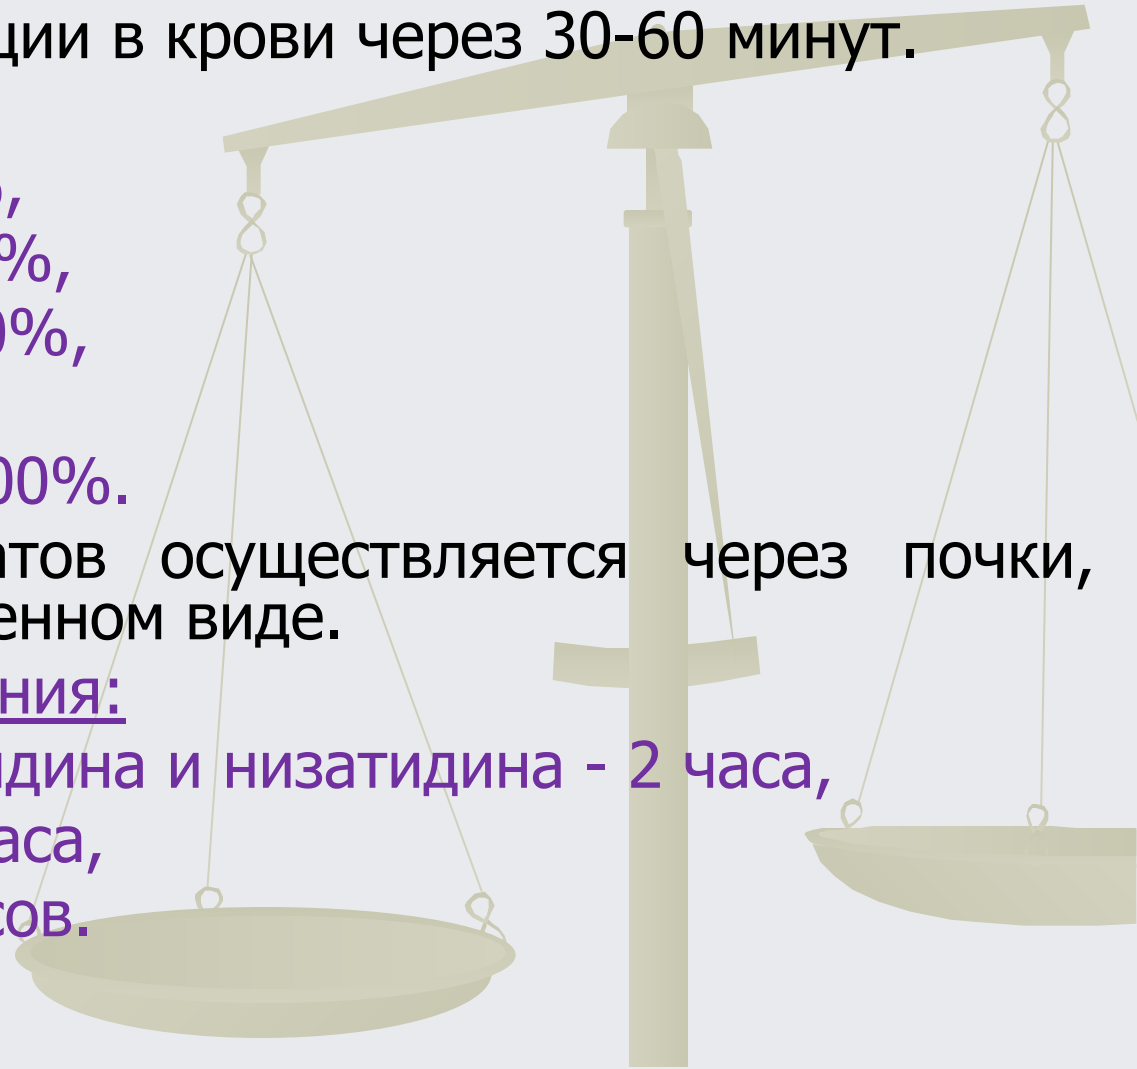 ции в крови через 30-60 минут.
,
%,
0%,
00%.
атов осуществляется через почки,
енном виде.
ния:
идина и низатидина - 2 часа,
аса,
сов.